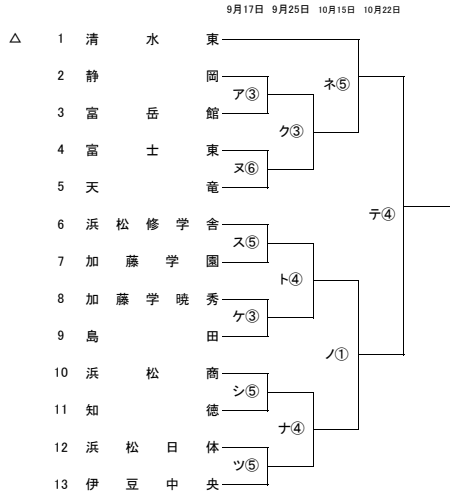 9月17日 9月25日 10月15日 10月22日
△ 1 清水東
2 静岡
ア③
3 富岳館
ネ⑤
ク③
4 富士東
ヌ⑥
5 天竜
テ④
6 浜松修学舎
ス⑤
7 加藤学園
ト④
8 加藤学暁秀
ケ③
9 島田
ノ①
10 浜松商
シ⑤
11 知徳
ナ④
12 浜松日体
ツ⑤
13 伊豆中央